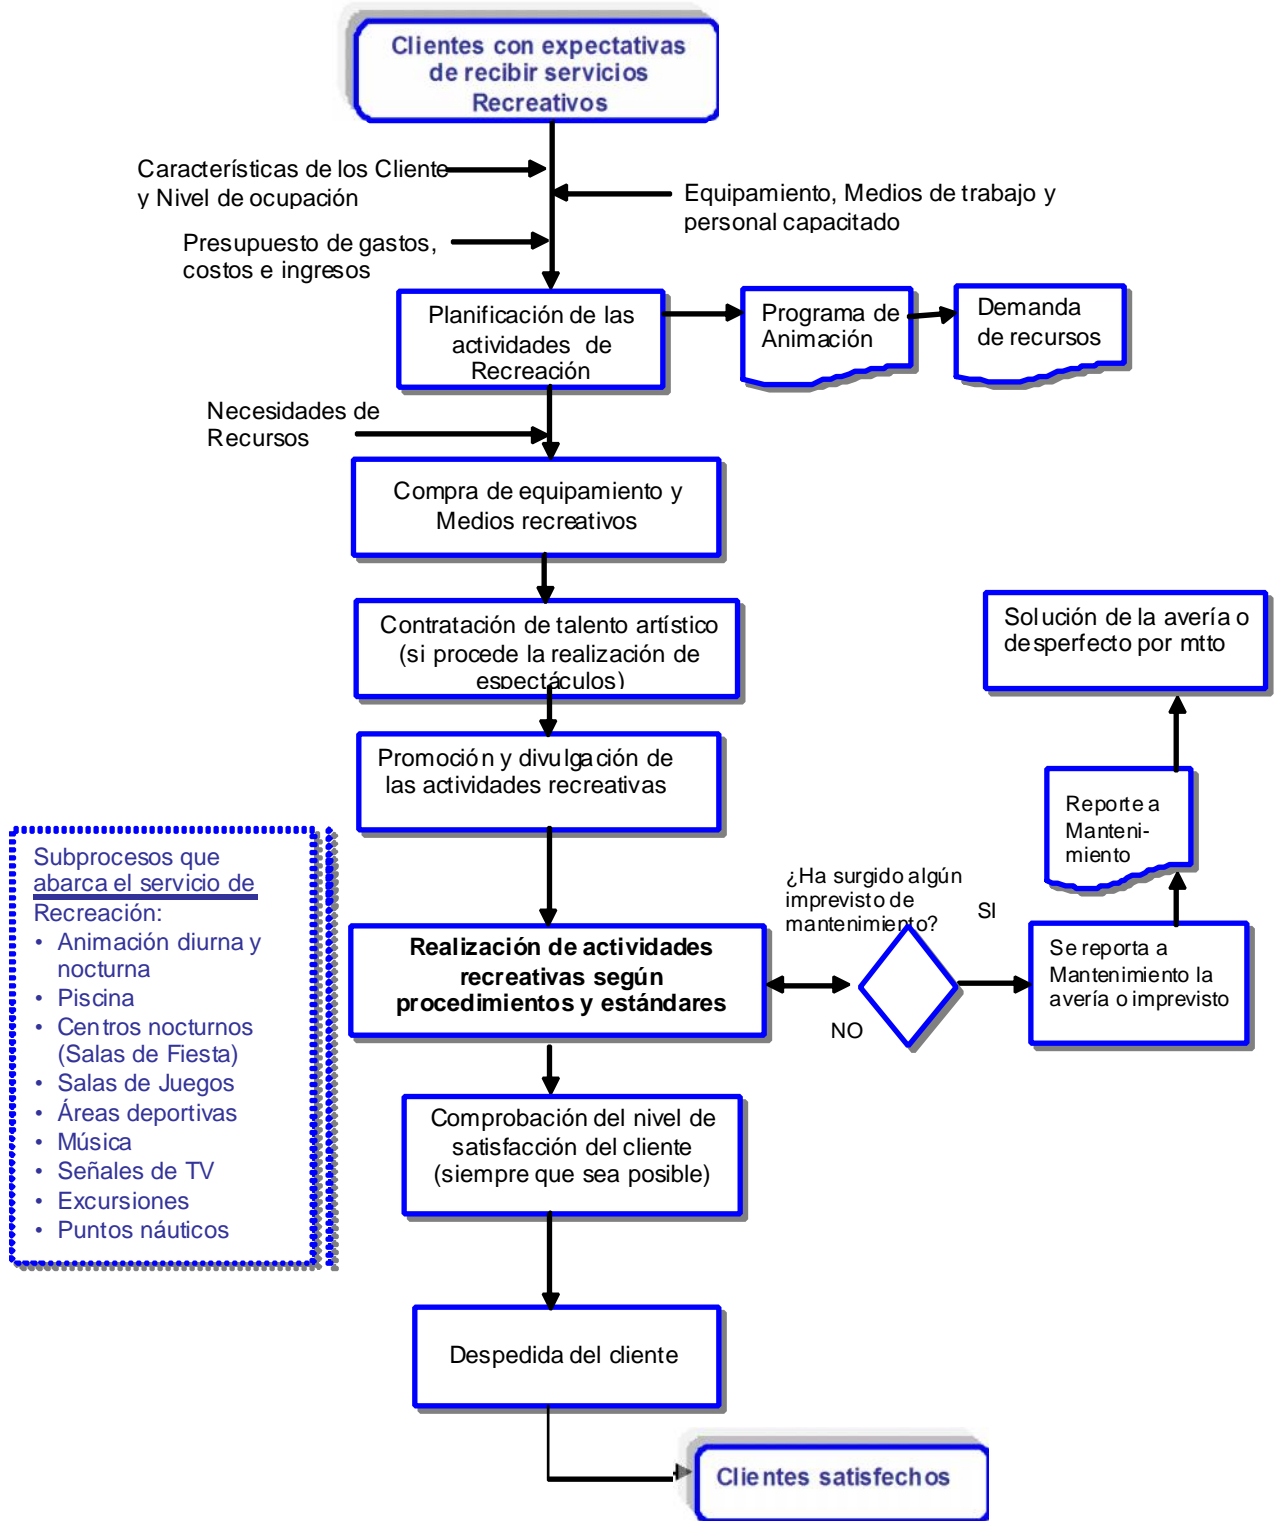 Clientes con expectativas
de recibir servicios
Recreativos
Características de los Cliente
y Nivel de ocupación
Equipamiento, Medios de trabajo y
personal capacitado
Presupuesto de gastos,
costos e ingresos
Planificación de las
actividades de
Recreación
Programa de
Animación
Demanda
de recursos
Necesidades de
Recursos
Compra de equipamiento y
Medios recreativos
Contratación de talento artístico
(si procede la realización de
espectáculos)
Solución de la avería o
desperfecto por mtto
Promoción y divulgación de
las actividades recreativas
Reporte a
Manteni-
miento
Subprocesos que
abarca el servicio de
Recreación:
• Animación diurna y
nocturna
• Piscina
• Centros nocturnos
(Salas de Fiesta)
• Salas de Juegos
• Áreas deportivas
• Música
• Señales de TV
• Excursiones
• Puntos náuticos
¿Ha surgido algún
imprevisto de
mantenimiento?
SI
NO
Realización de actividades
recreativas según
procedimientos y estándares
Se reporta a
Mantenimiento la
avería o imprevisto
Comprobación del nivel de
satisfacción del cliente
(siempre que sea posible)
Despedida del cliente
Clientes satisfechos